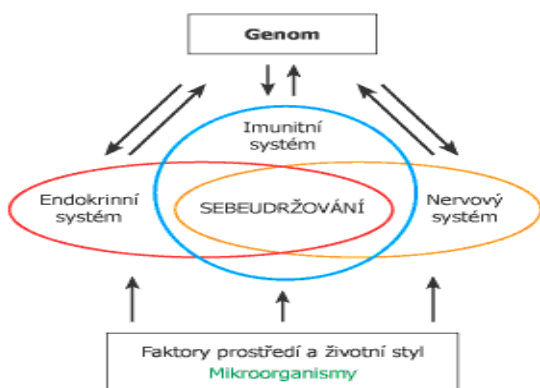 Genom
Imunitní
systém
Endokrinní
systém
SEBEUDRŽOVÁNÍ
Nervový
systém
Faktory prostředí a životní styl
Mikroorganismy